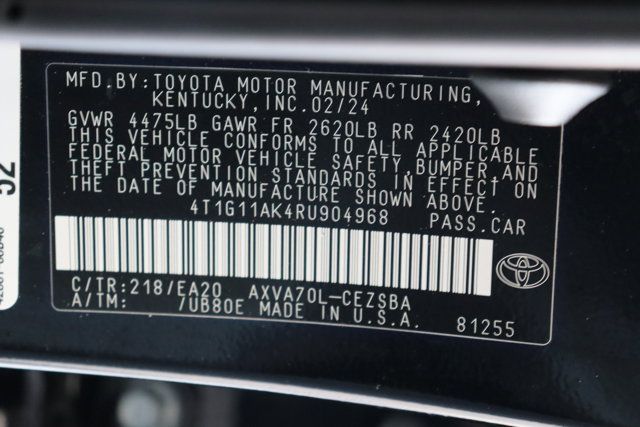 MFD. BY: TOYOTA MOTOR MANUFACTURING,
KENTUCKY, INC. 02/24
GVWR 4475LB GAWR FR 2620LB RR 2420LB
THIS VEHICLE CONFORMS TO ALL APPLICABLE
FEDERAL MOTOR VEHICLE SAFETY, BUMPER, AND
THEFT PREVENTION STANDARDS IN EFFECT ON
THE DATE OF MANUFACTURE SHOWN ABOVE.
4T1G11AK4RU904968 PASS.CAR
C/TR: 218/EA20 AXVA70L-CEZSBA
A/TM: 7UB80E MADE IN U.S.A. 81255
52